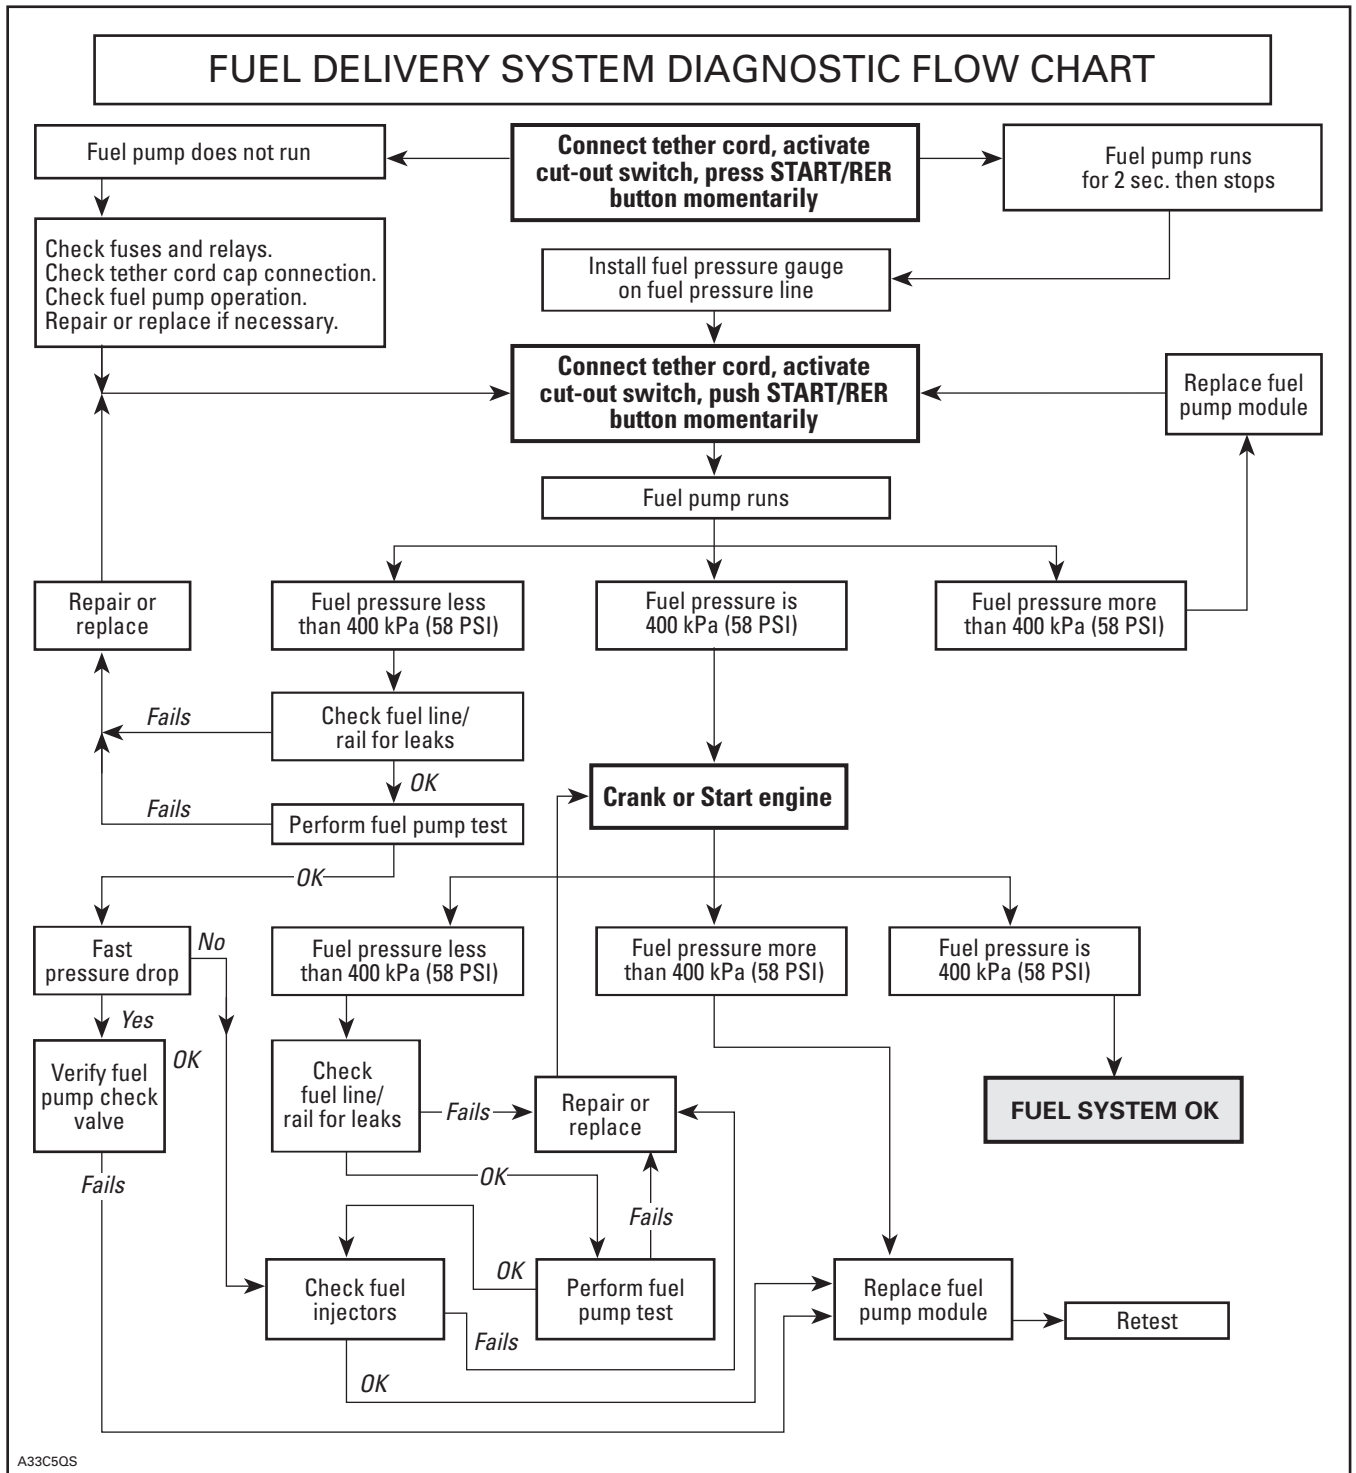 FUEL DELIVERY SYSTEM DIAGNOSTIC FLOW CHART
Fuel pump does not run
Connect tether cord, activate
cut-out switch, press START/RER
button momentarily
Fuel pump runs
for 2 sec. then stops
Check fuses and relays.
Check tether cord cap connection.
Check fuel pump operation.
Repair or replace if necessary.
Install fuel pressure gauge
on fuel pressure line
Connect tether cord, activate
cut-out switch, push START/RER
button momentarily
Replace fuel
pump module
Fuel pump runs
Repair or
replace
Fuel pressure less
than 400 kPa (58 PSI)
Fuel pressure is
400 kPa (58 PSI)
Fuel pressure more
than 400 kPa (58 PSI)
Fails
Check fuel line/
rail for leaks
OK
Fails
Perform fuel pump test
Crank or Start engine
OK
Fast
pressure drop
No
Fuel pressure less
than 400 kPa (58 PSI)
Fuel pressure more
than 400 kPa (58 PSI)
Fuel pressure is
400 kPa (58 PSI)
Yes
OK
Verify fuel
pump check
valve
Check
fuel line/
rail for leaks
Fails
Repair or
replace
FUEL SYSTEM OK
Fails
OK
Fails
Check fuel
injectors
OK
Perform fuel
pump test
Replace fuel
pump module
Retest
Fails
OK
A33C5QS